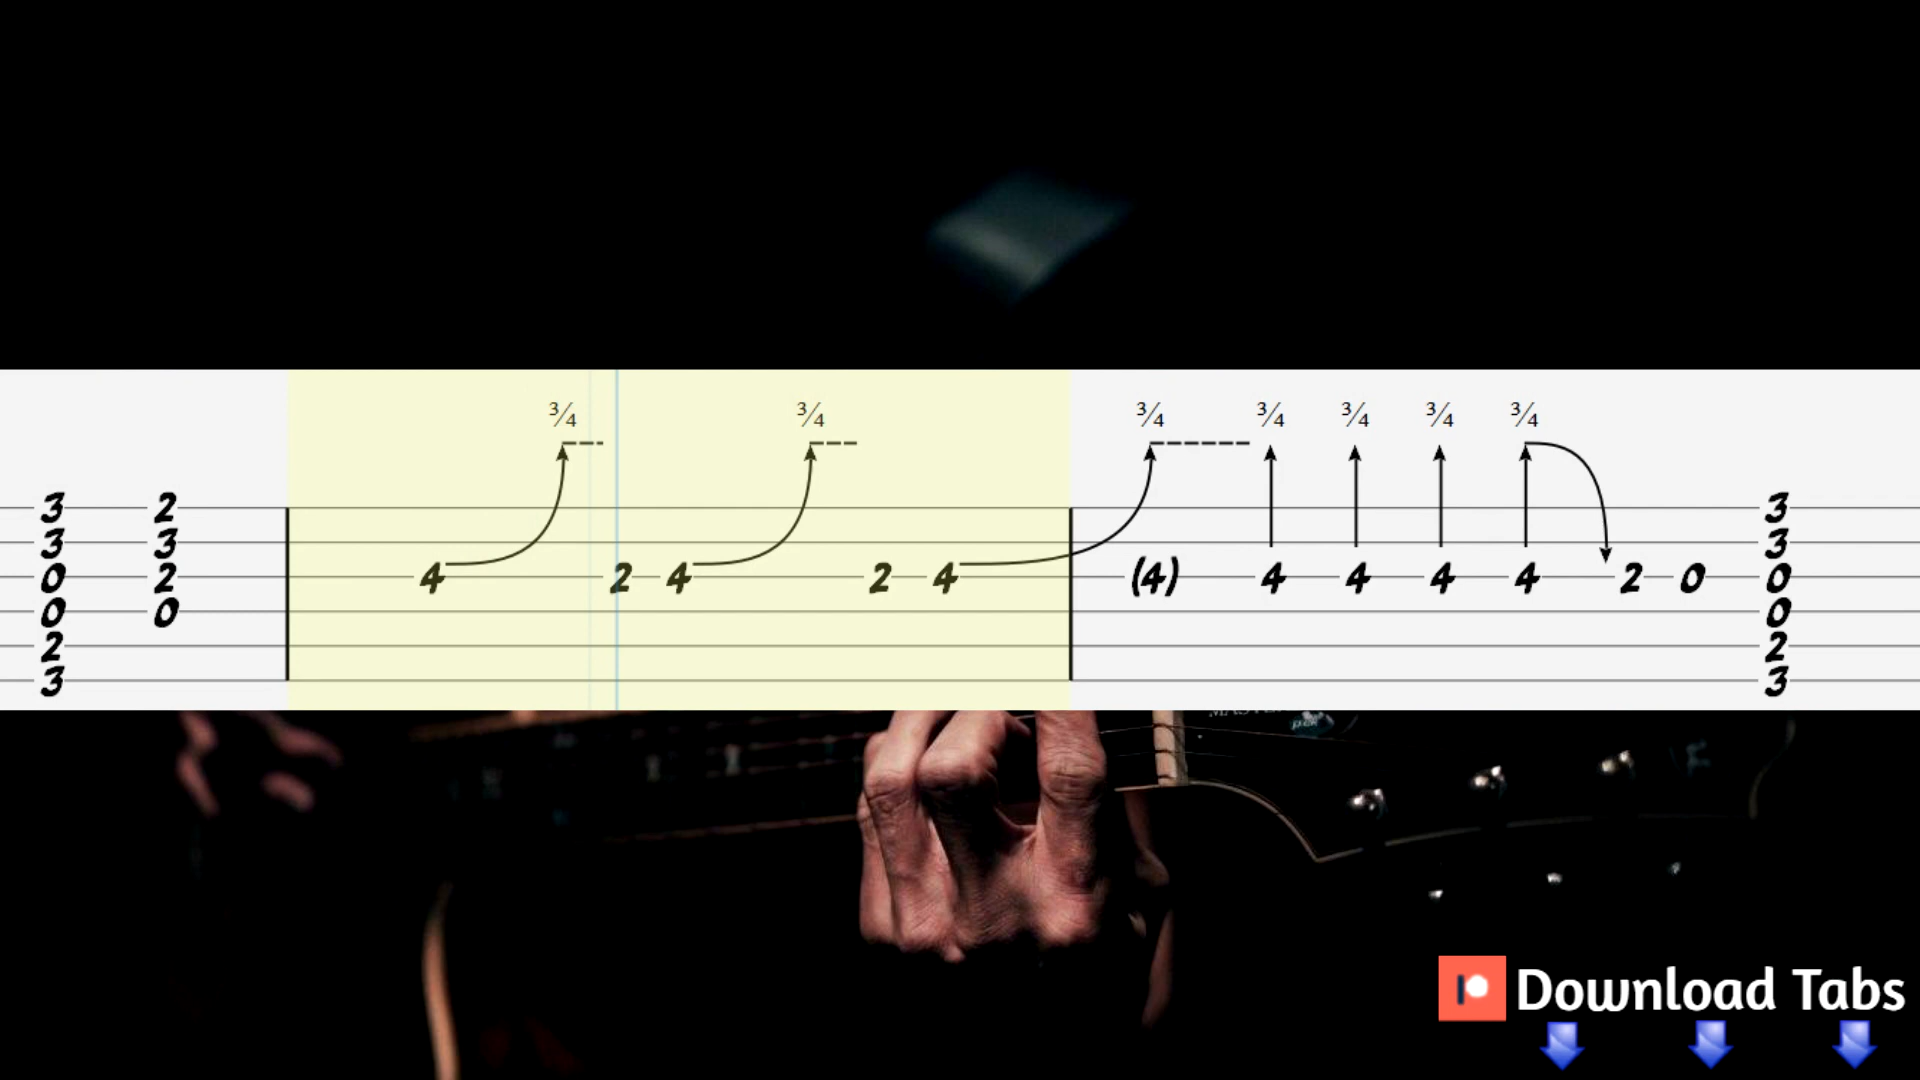 ¾ ¾ ¾ ¾ ¾ ¾ ¾
3 2 3
3 3 3
0 2 4 2 4 2 4 (4) 4 4 4 4 2 0 0
0 0 0
2 2
3 3
pick
Download Tabs